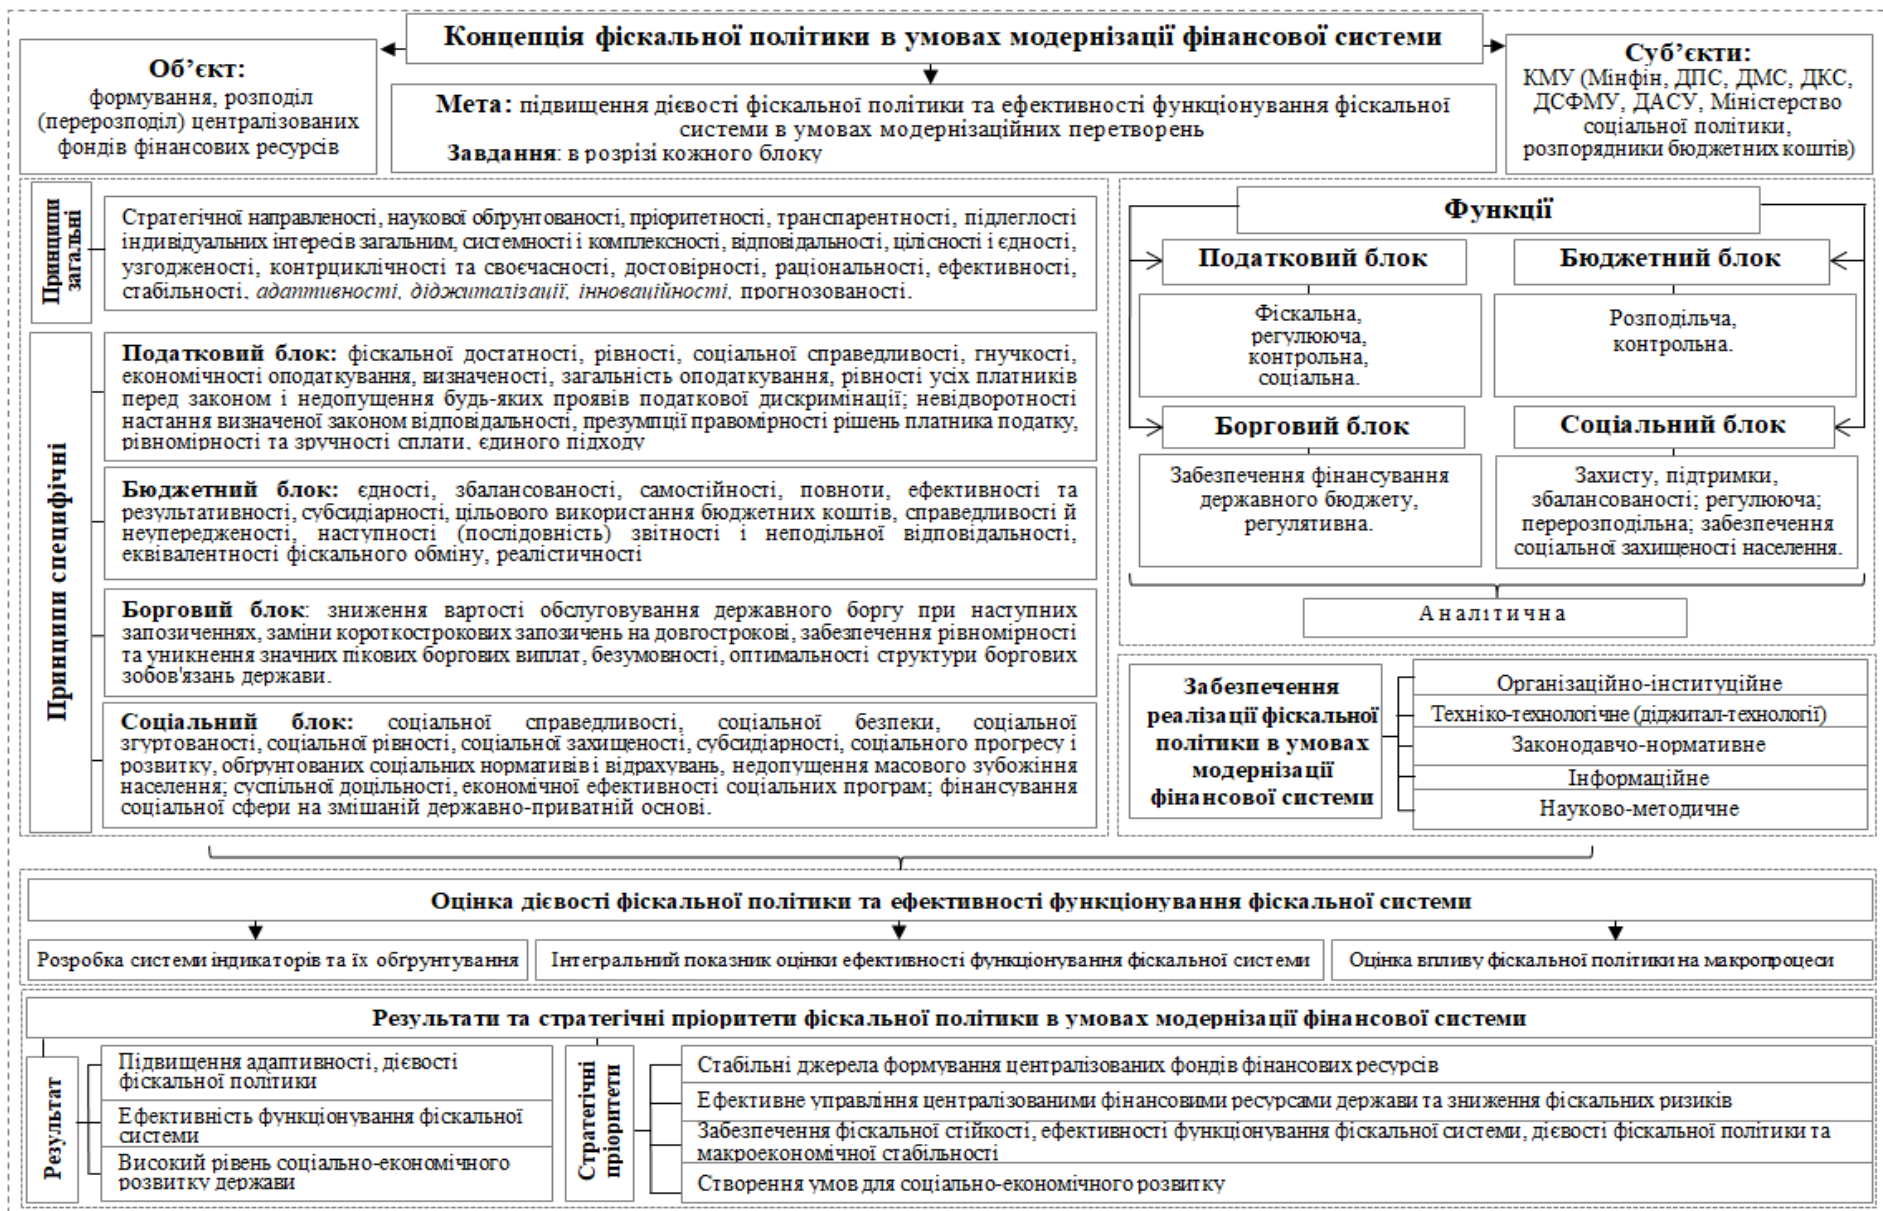 Концепція фіскальної політики в умовах модернізації фінансової системи
Об’єкт:
формування, розподіл
(перерозподіл) централізованих
фондів фінансових ресурсів
Мета: підвищення дієвості фіскальної політики та ефективності функціонування фіскальної
системи в умовах модернізаційних перетворень
Завдання: в розрізі кожного блоку
Суб’єкти:
КМУ (Мінфін, ДПС, ДМС, ДКС,
ДСФМУ, ДАСУ, Міністерство
соціальної політики,
розпорядники бюджетних коштів)
Принципи
загальні
Стратегічної направленості, наукової обґрунтованості, пріоритетності, транспарентності, підлеглості
індивідуальних інтересів загальним, системності і комплексності, відповідальності, цілісності і єдності,
узгодженості, контрциклічності та своєчасності, достовірності, раціональності, ефективності,
стабільності, адаптивності, діджиталізації, інноваційності, прогнозованості.
Принципи специфічні
Податковий блок: фіскальної достатності, рівності, соціальної справедливості, гнучкості,
економічності оподаткування, визначеності, загальність оподаткування, рівності усіх платників
перед законом і недопущення будь-яких проявів податкової дискримінації; невідворотності
настання визначеної законом відповідальності, презумпції правомірності рішень платника податку,
рівномірності та зручності сплати, єдиного підходу
Бюджетний блок: єдності, збалансованості, самостійності, повноти, ефективності та
результативності, субсидіарності, цільового використання бюджетних коштів, справедливості й
неупередженості, наступності (послідовність) звітності і неподільної відповідальності,
еквівалентності фіскального обміну, реалістичності
Борговий блок: зниження вартості обслуговування державного боргу при наступних
запозиченнях, заміни короткострокових запозичень на довгострокові, забезпечення рівномірності
та уникнення значних пікових боргових виплат, безумовності, оптимальності структури боргових
зобов'язань держави.
Соціальний блок: соціальної справедливості, соціальної безпеки, соціальної
згуртованості, соціальної рівності, соціальної захищеності, субсидіарності, соціального прогресу і
розвитку, обґрунтованих соціальних нормативів і відрахувань, недопущення масового зубожіння
населення; суспільної доцільності, економічної ефективності соціальних програм; фінансування
соціальної сфери на змішаній державно-приватній основі.
Функції
Податковий блок
Бюджетний блок
Фіскальна,
регулююча,
контрольна,
соціальна.
Розподільча,
контрольна.
Борговий блок
Соціальний блок
Забезпечення фінансування
державного бюджету,
регулятивна.
Захисту, підтримки,
збалансованості; регулююча;
перерозподільна; забезпечення
соціальної захищеності населення.
Аналітична
Забезпечення
реалізації фіскальної
політики в умовах
модернізації
фінансової системи
Організаційно-інституційне
Техніко-технологічне (діджитал-технології)
Законодавчо-нормативне
Інформаційне
Науково-методичне
Оцінка дієвості фіскальної політики та ефективності функціонування фіскальної системи
Розробка системи індикаторів та їх обґрунтування
Інтегральний показник оцінки ефективності функціонування фіскальної системи
Оцінка впливу фіскальної політики на макропроцеси
Результати та стратегічні пріоритети фіскальної політики в умовах модернізації фінансової системи
Результат
Підвищення адаптивності, дієвості
фіскальної політики
Ефективність функціонування фіскальної
системи
Високий рівень соціально-економічного
розвитку держави
Стратегічні
пріоритети
Стабільні джерела формування централізованих фондів фінансових ресурсів
Ефективне управління централізованими фінансовими ресурсами держави та зниження фіскальних ризиків
Забезпечення фіскальної стійкості, ефективності функціонування фіскальної системи, дієвості фіскальної політики та
макроекономічної стабільності
Створення умов для соціально-економічного розвитку